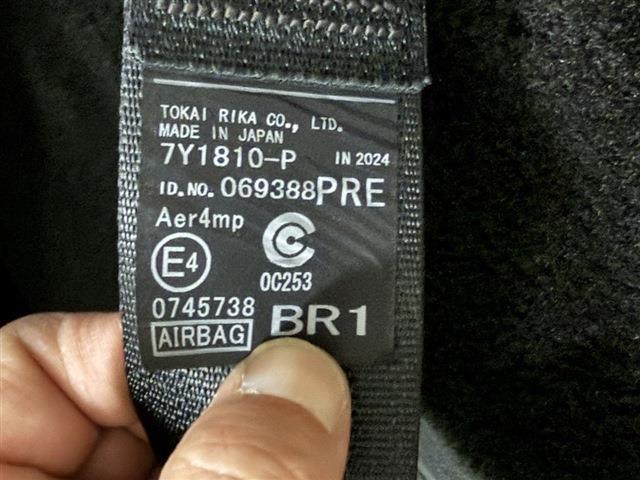 TOKAI RIKA CO., LTD.
MADE IN JAPAN
7Y1810-P IN 2024
ID.NO. 069388PRE
Aer4mp
E4
0C253
0745738
AIRBAG
BR1